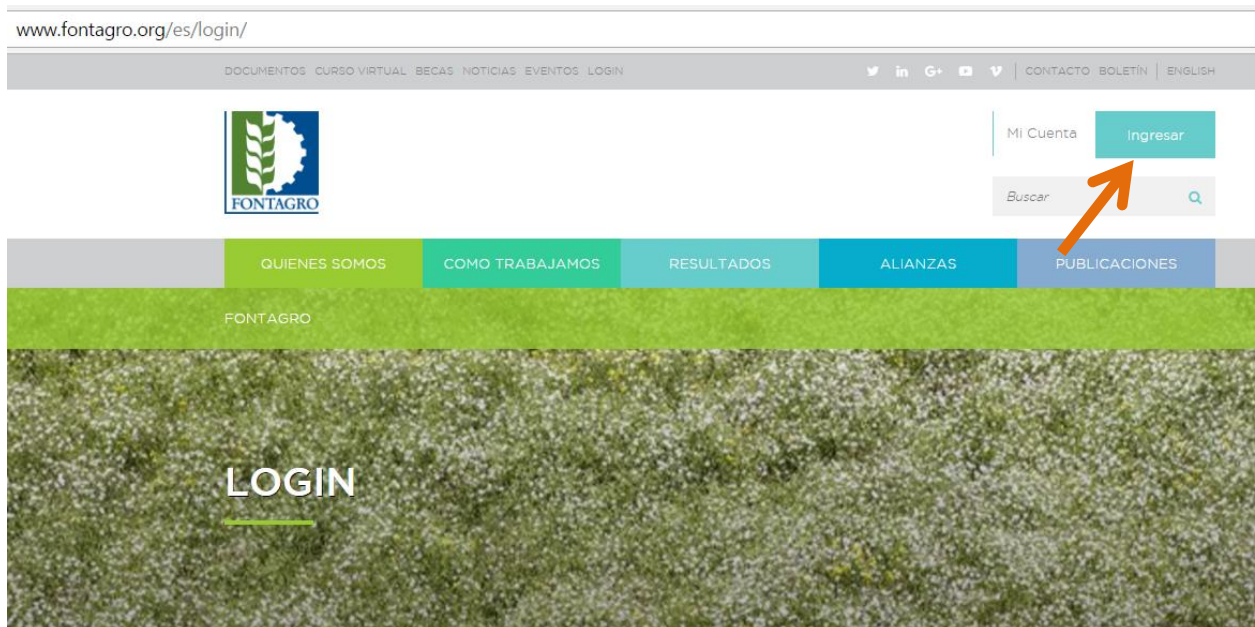 www.fontagro.org/es/login/
DOCUMENTOS CURSO VIRTUAL BECAS NOTICIAS EVENTOS LOGIN
CONTACTO BOLETÍN ENGLISH
FONTAGRO
Mi Cuenta
Ingresar
Buscar
QUIENES SOMOS COMO TRABAJAMOS RESULTADOS ALIANZAS PUBLICACIONES
FONTAGRO
LOGIN